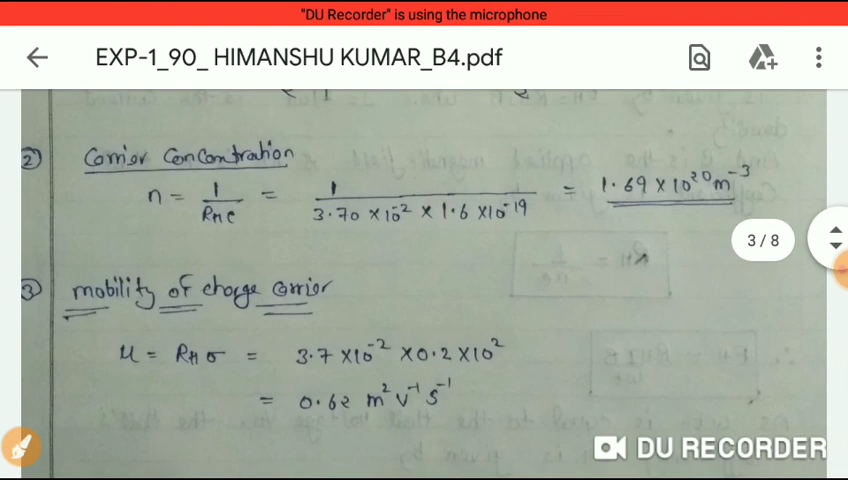 "DU Recorder" is using the microphone
EXP-1_90_ HIMANSHU KUMAR_B4.pdf
② Carrier Concentration
n = 1/RHe = 1/3.70 × 10⁻² × 1.6 × 10⁻¹⁹ = 1.69 × 10²⁰ m⁻³
3 / 8
③ mobility of charge carrier
μ = RH σ = 3.7 × 10⁻² × 0.2 × 10²
= 0.62 m² v⁻¹ s⁻¹
DU RECORDER